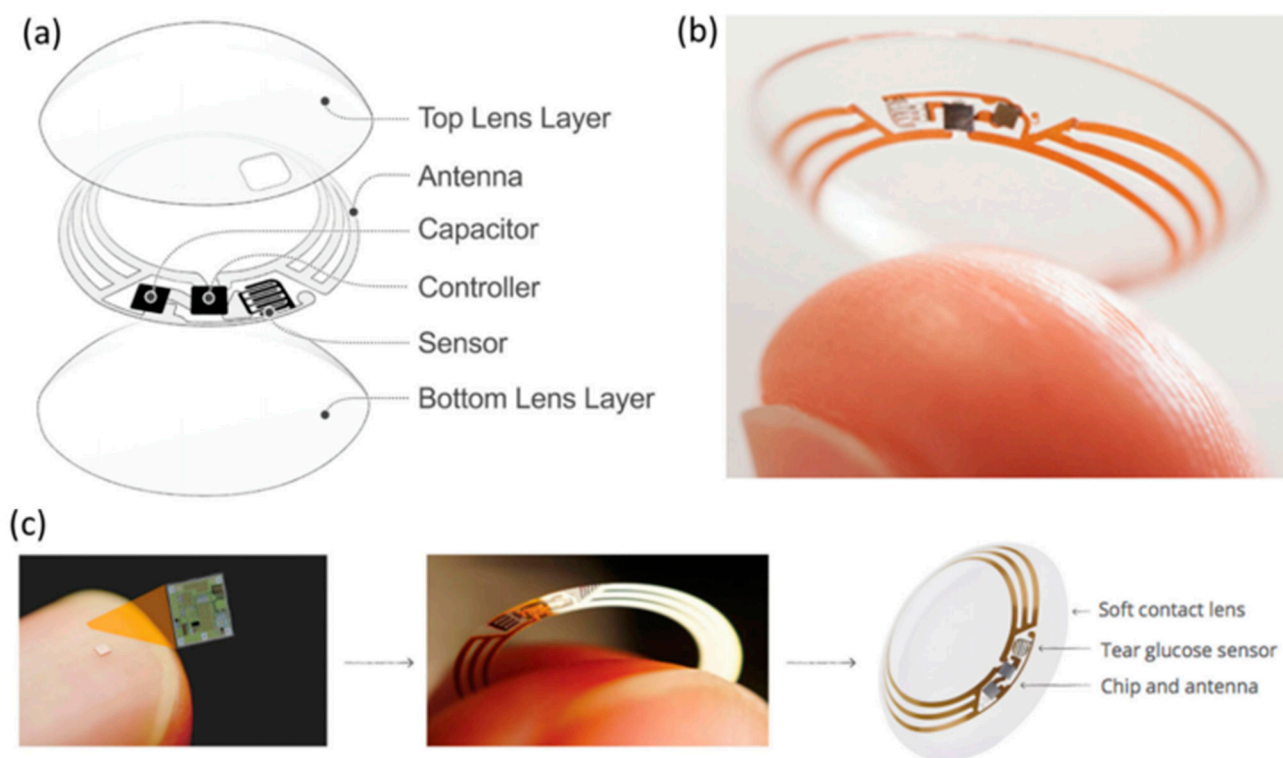 (a)
Top Lens Layer
Antenna
Capacitor
Controller
Sensor
Bottom Lens Layer
(b)
(c)
Soft contact lens
Tear glucose sensor
Chip and antenna